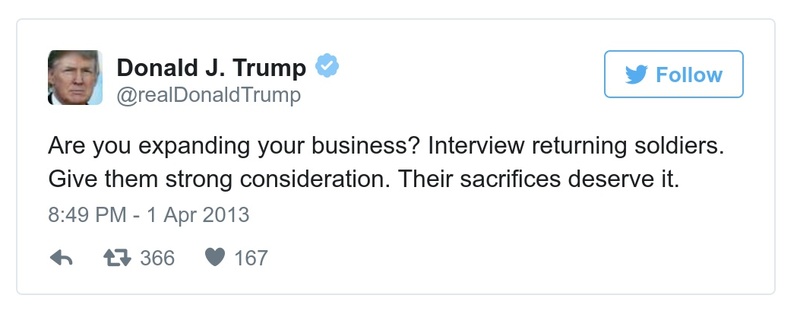 Donald J. Trump
@realDonaldTrump
Follow
Are you expanding your business? Interview returning soldiers.
Give them strong consideration. Their sacrifices deserve it.
8:49 PM - 1 Apr 2013
366 167